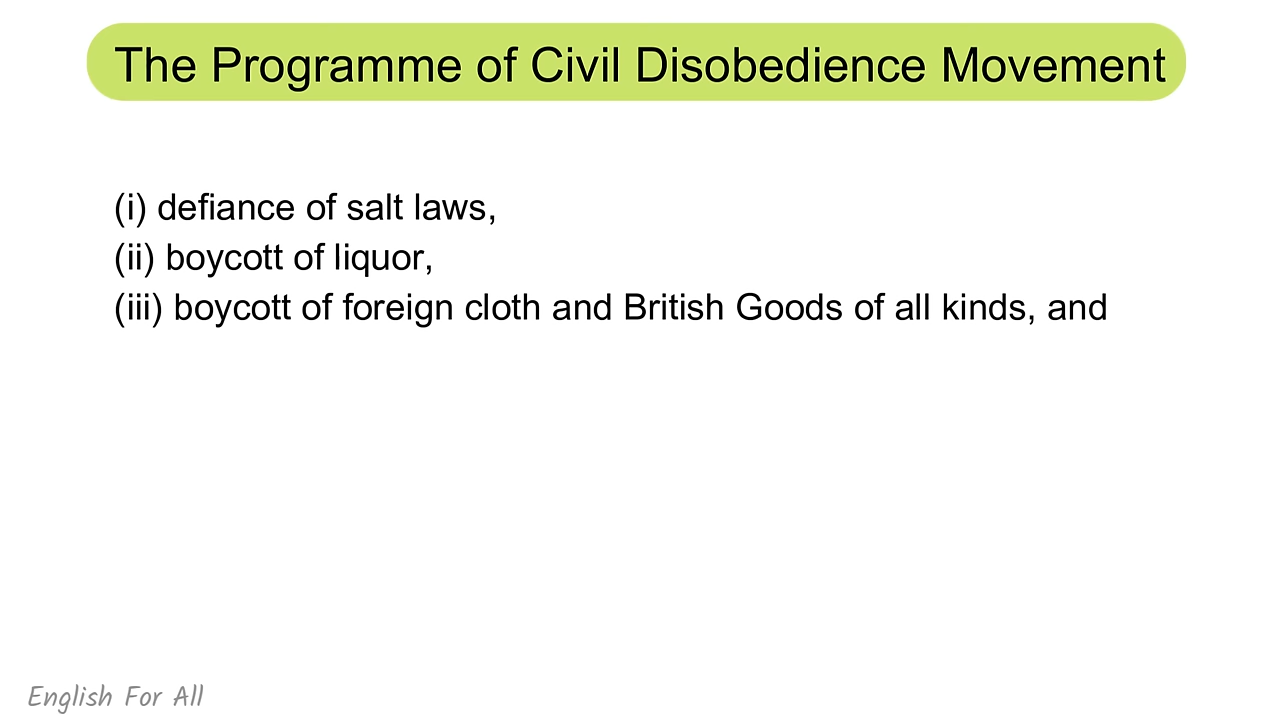 The Programme of Civil Disobedience Movement
(i) defiance of salt laws,
(ii) boycott of liquor,
(iii) boycott of foreign cloth and British Goods of all kinds, and
English For All